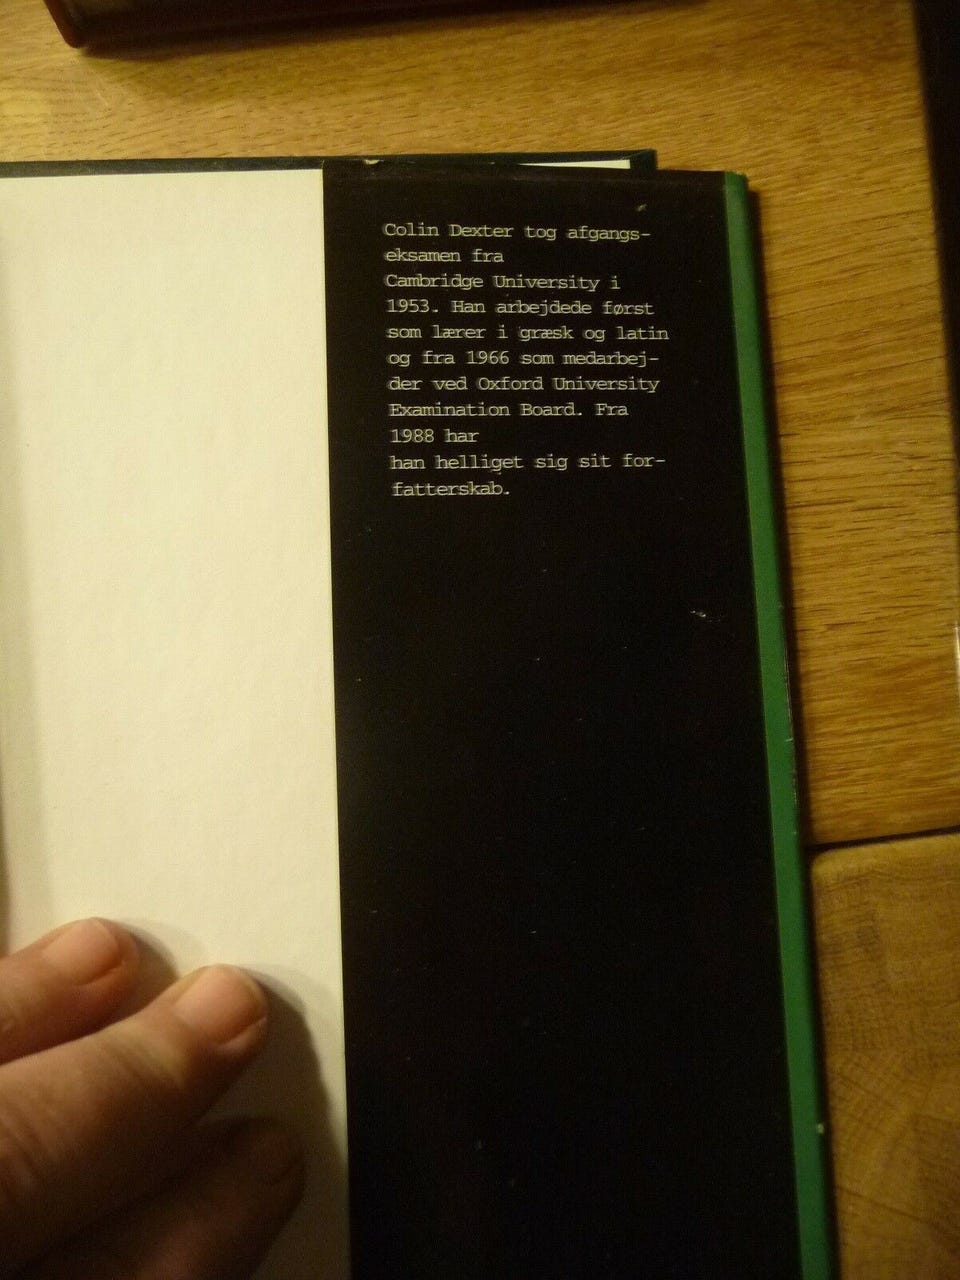 Colin Dexter tog afgangs-
eksamen fra
Cambridge University i
1953. Han arbejdede først
som lærer i græsk og latin
og fra 1966 som medarbej-
der ved Oxford University
Examination Board. Fra
1988 har
han helliget sig sit for-
fatterskab.